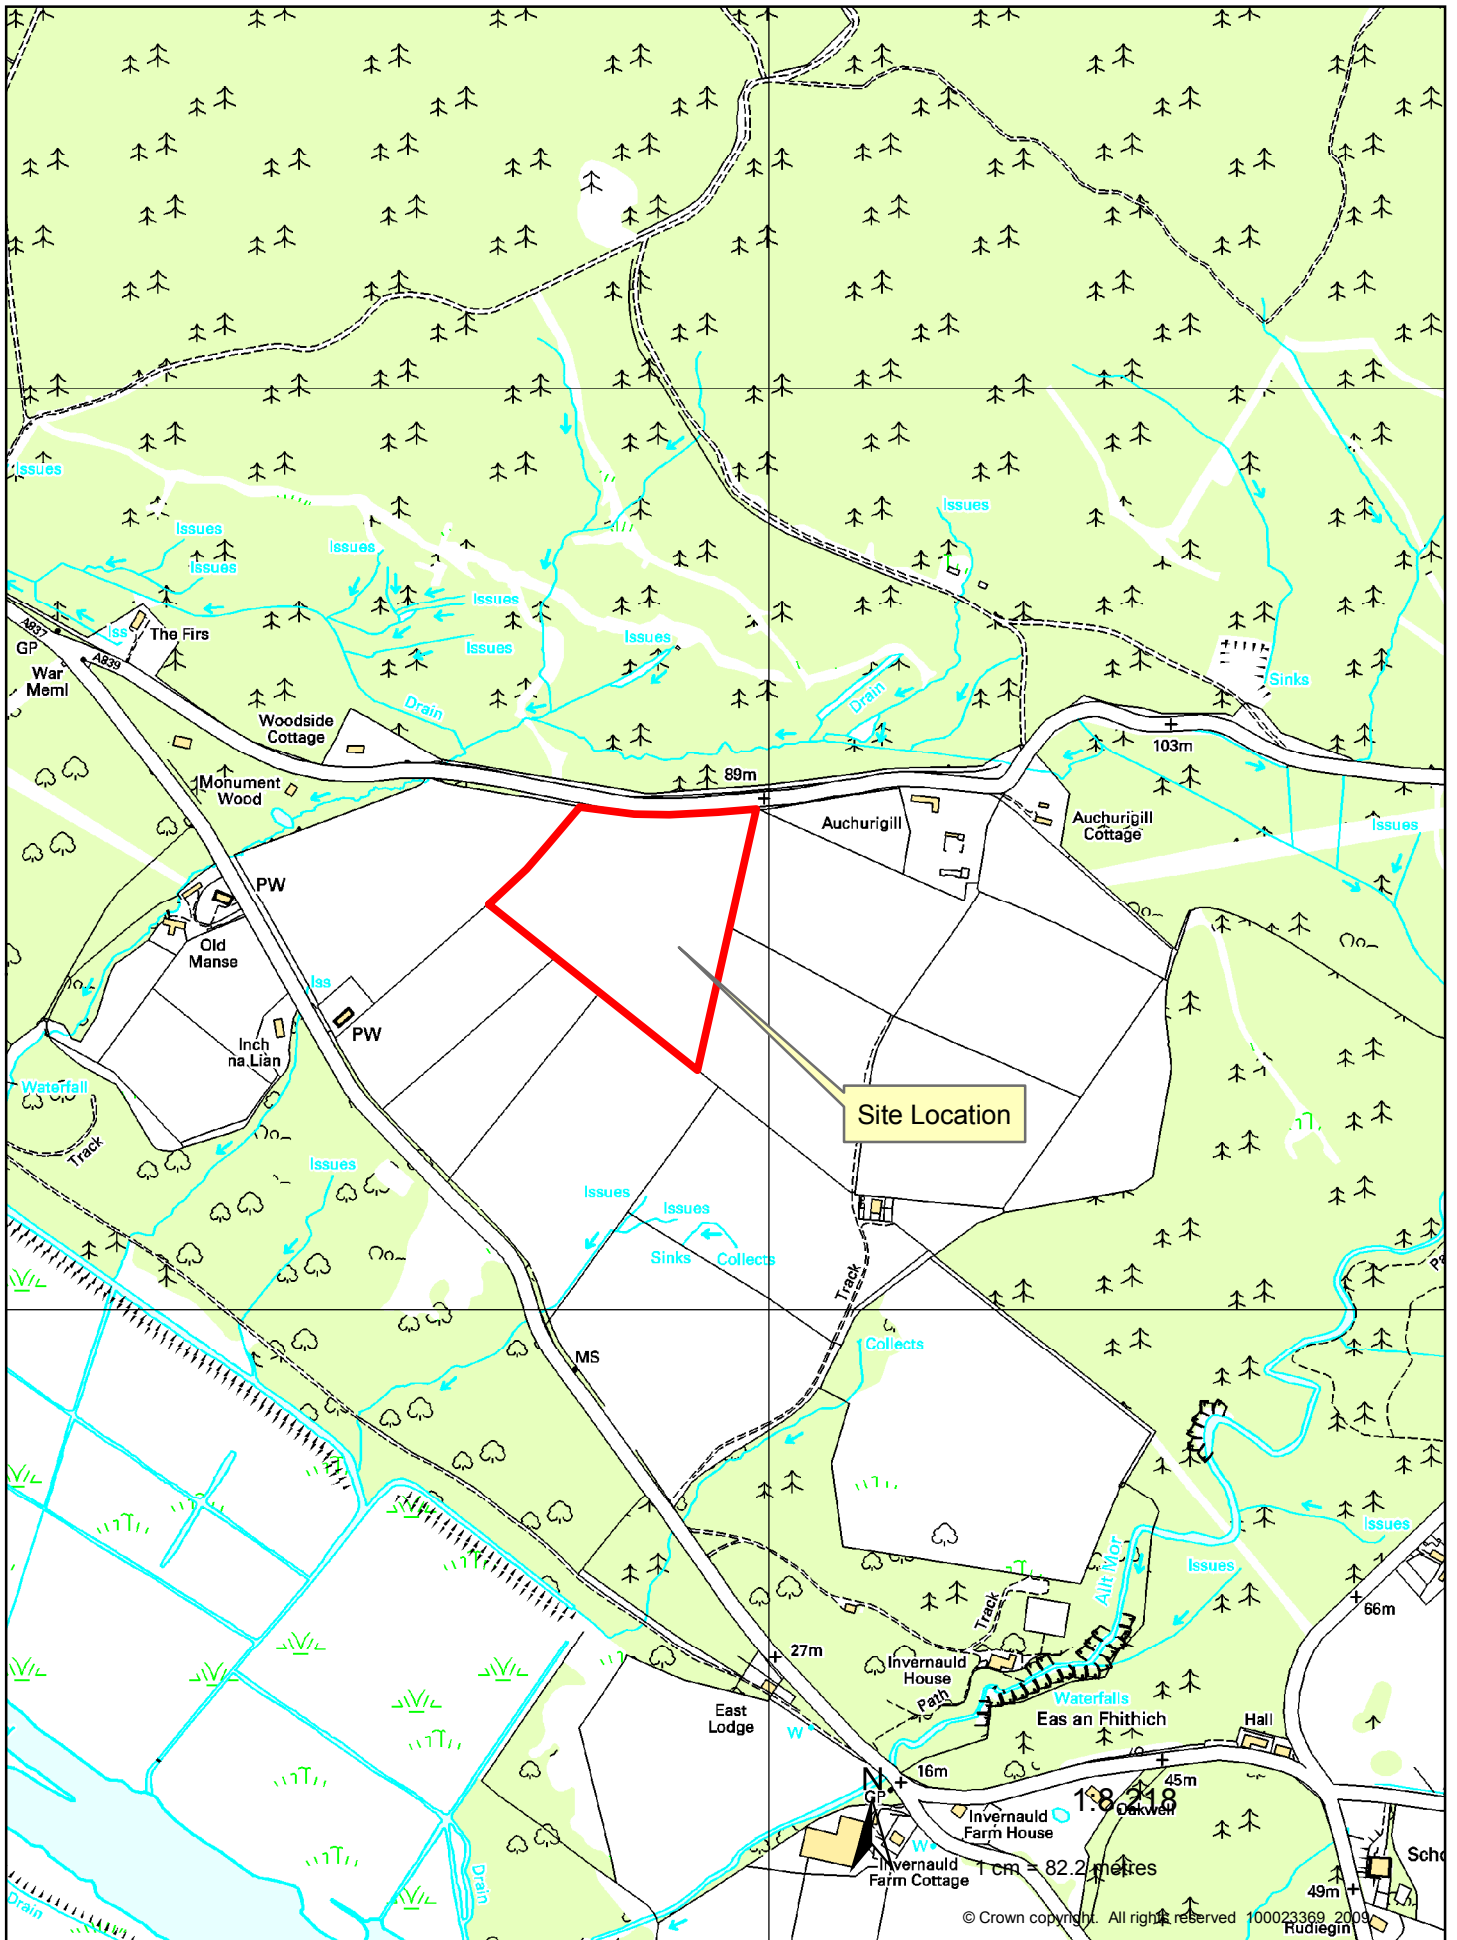 Issues
Issues
Issues
Issues
Issues
Issues
A837
Iss
The Firs
GP
A839
Issues
Issues
War
Meml
Sinks
Drain
Drain
Woodside
Cottage
103m
89m
Monument
Wood
Auchurigill
Auchurigill
Cottage
Issues
PW
Old
Manse
Iss
PW
Inch
na Lian
Waterfall
Site Location
Track
Issues
Issues
Issues
Sinks
Collects
Track
Collects
MS
Issues
Allt Mor
Issues
66m
Track
27m
Invernauld
House
Path
Waterfalls
Eas an Fhithich
East
Lodge
W
Hall
N
16m
45m
GP
1:8,218
Oakwell
Invernauld
Farm House
W
Invernauld
Farm Cottage
1 cm = 82.2 metres
Drain
49m
Drain
© Crown copyright. All rights reserved 100023369 2009
Rudiegin